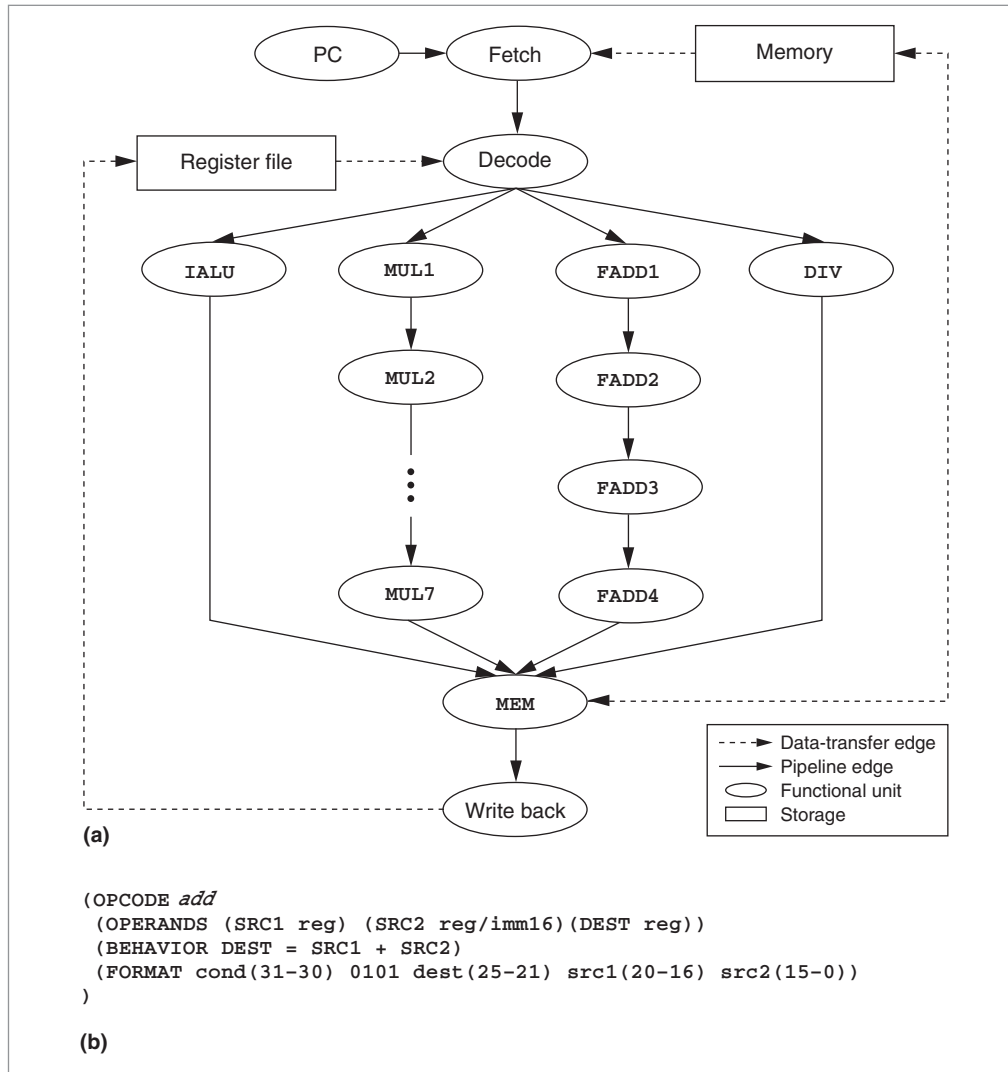 PC
Fetch
Memory
Register file
Decode
IALU
MUL1
FADD1
DIV
MUL2
FADD2
FADD3
MUL7
FADD4
MEM
Write back
Data-transfer edge
Pipeline edge
Functional unit
Storage
(a)
(OPCODE add
(OPERANDS (SRC1 reg) (SRC2 reg/imm16)(DEST reg))
(BEHAVIOR DEST = SRC1 + SRC2)
(FORMAT cond(31-30) 0101 dest(25-21) src1(20-16) src2(15-0))
)
(b)